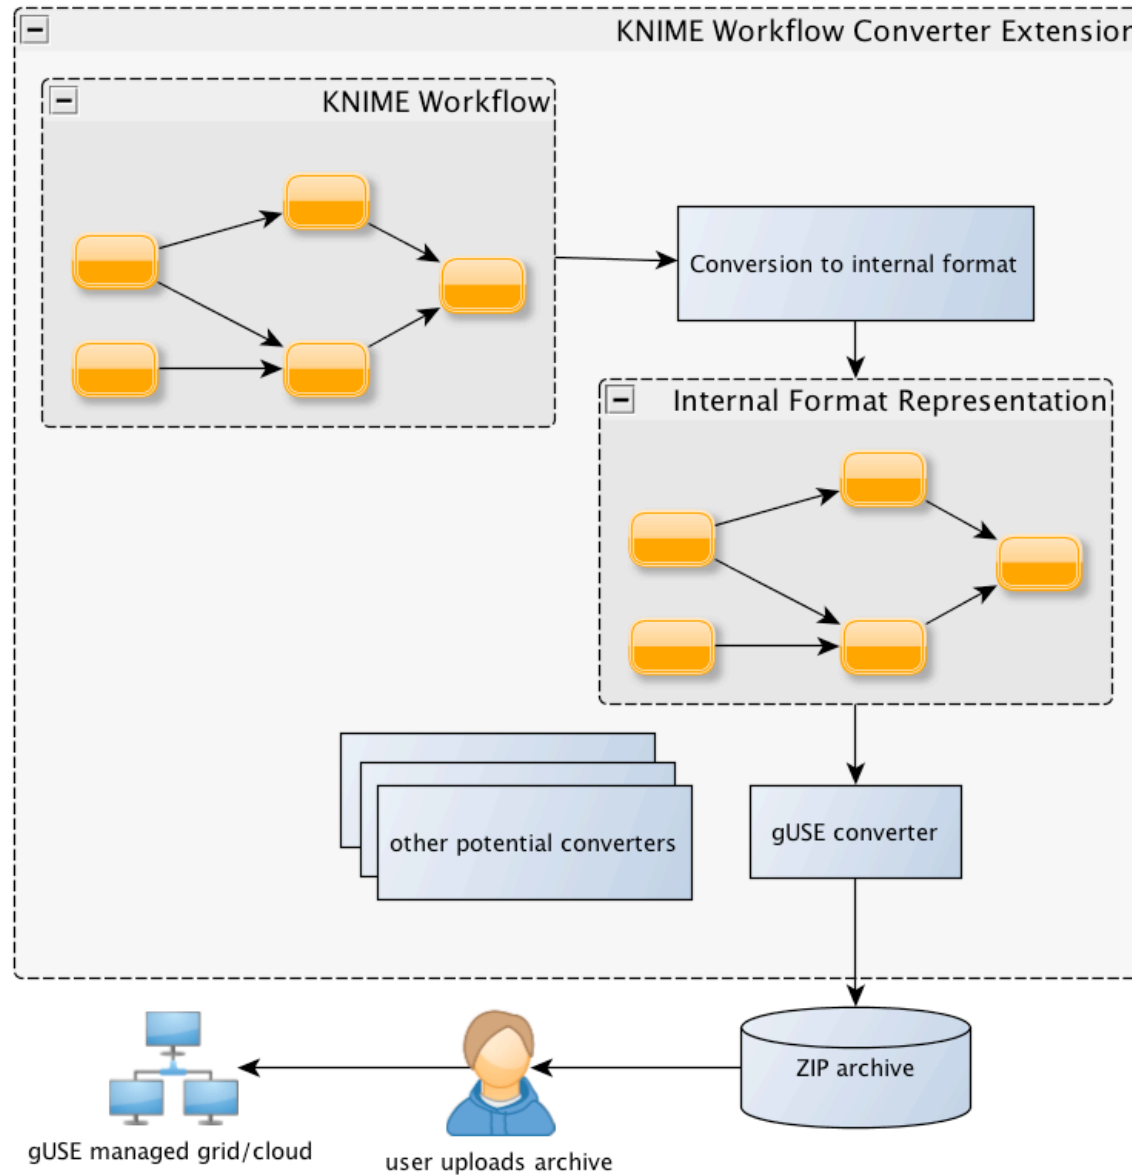 KNIME Workflow Converter Extension
KNIME Workflow
Conversion to internal format
Internal Format Representation
other potential converters
gUSE converter
ZIP archive
gUSE managed grid/cloud
user uploads archive